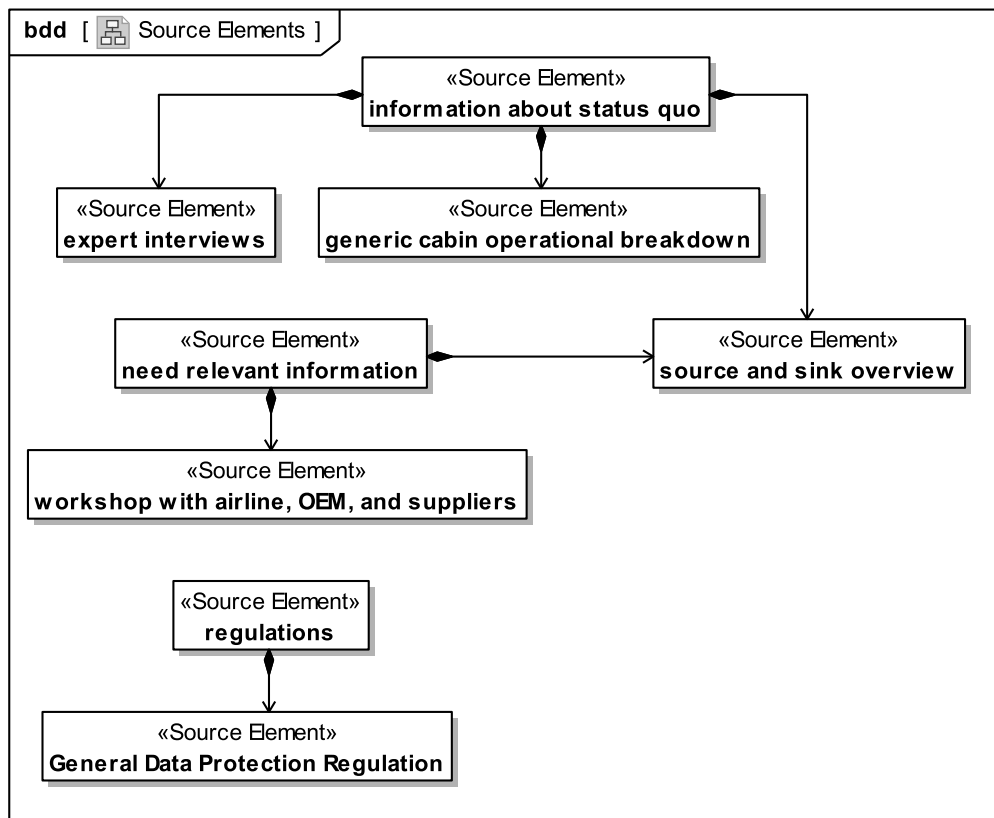 bdd [ Source Elements ]
«Source Element»
information about status quo
«Source Element»
expert interviews
«Source Element»
generic cabin operational breakdown
«Source Element»
need relevant information
«Source Element»
source and sink overview
«Source Element»
workshop with airline, OEM, and suppliers
«Source Element»
regulations
«Source Element»
General Data Protection Regulation